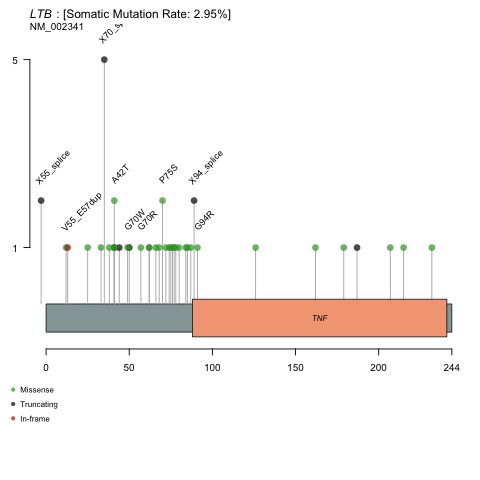 LTB : [Somatic Mutation Rate: 2.95%]
NM_002341
5
X55_splice
A42T
P75S
X94_splice
V55_E57dup
G70W
G70R
G94R
1
TNF
0
50
100
150
200
244
Missense
Truncating
In-frame